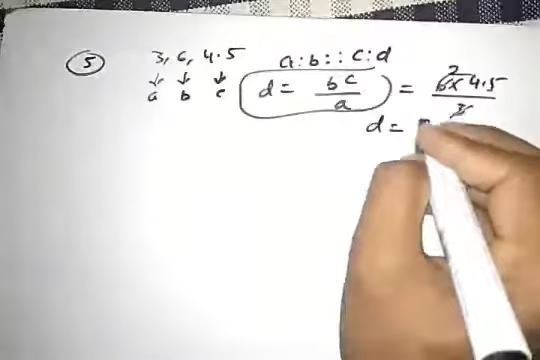 5 3, 6, 4.5 a:b::c:d
↓ ↓ ↓
a b c d = bc/a = 2 6×4.5/3
d =